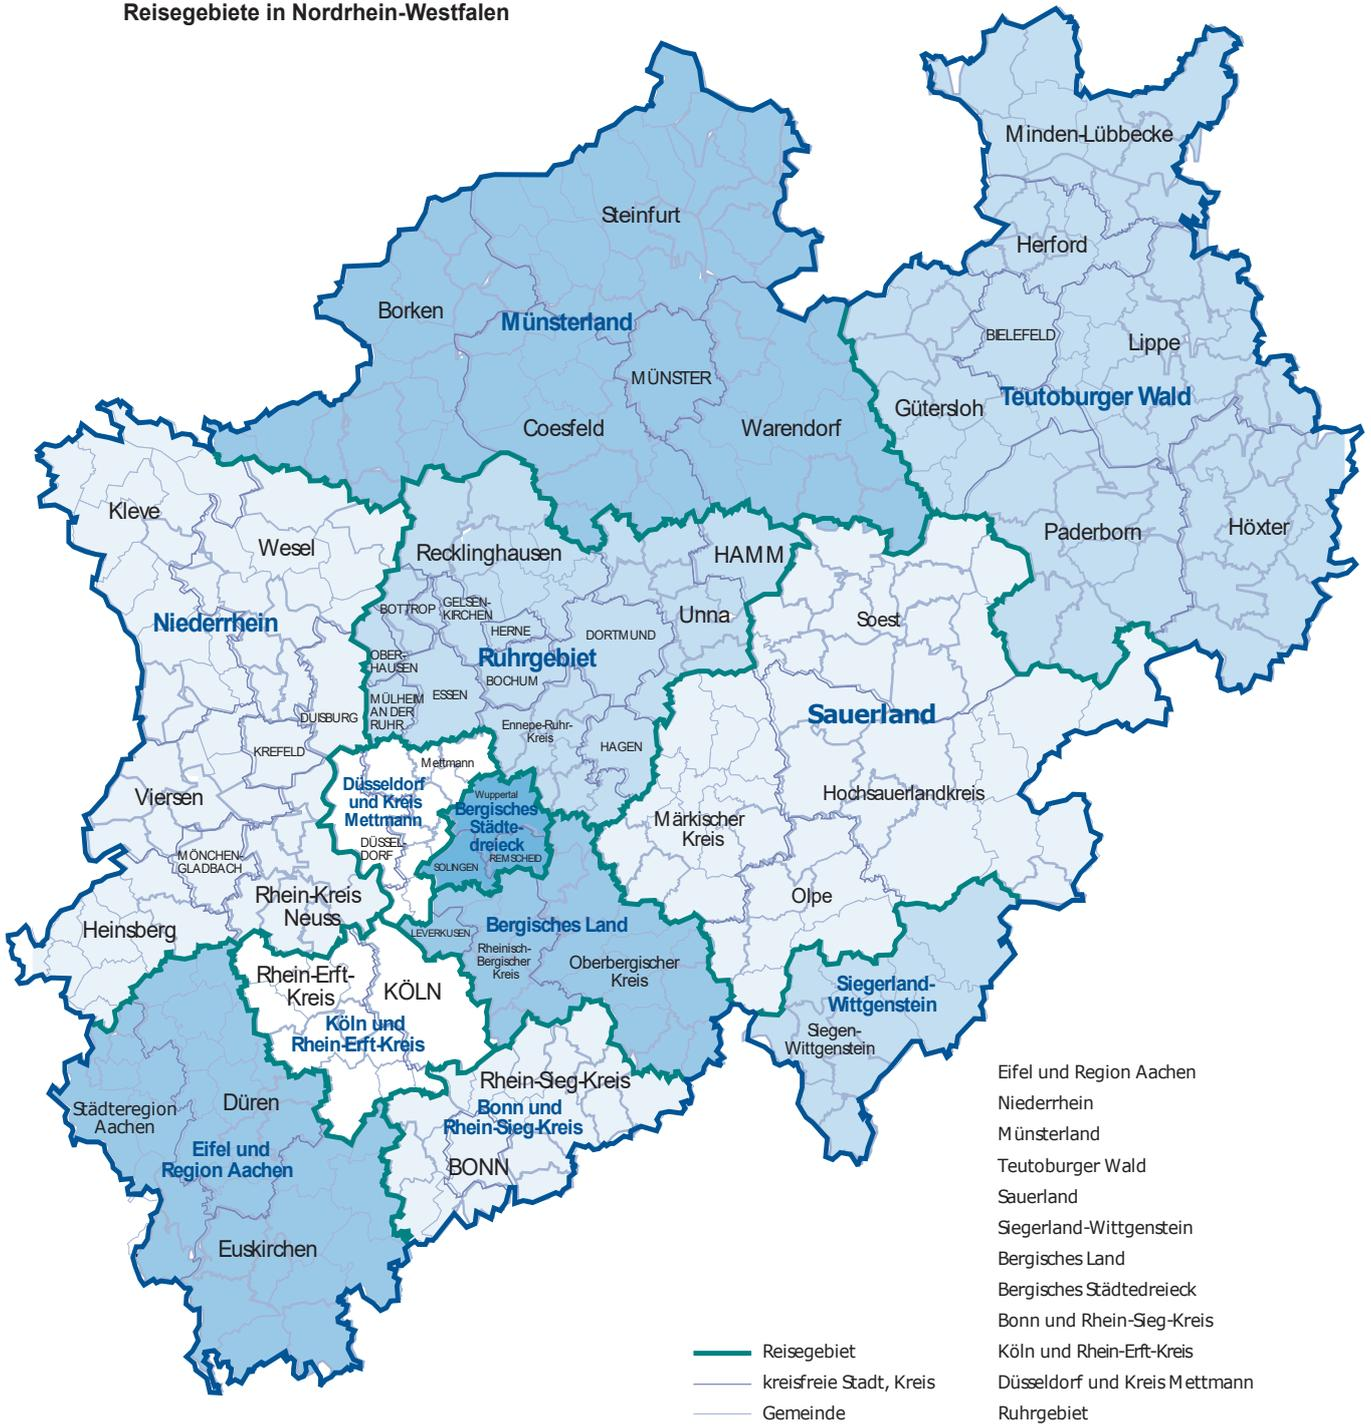 Reisegebiete in Nordrhein-Westfalen
Minden-Lübbecke
Steinfurt
Herford
Borken
Münsterland
BIELEFELD
Lippe
MÜNSTER
Teutoburger Wald
Gütersloh
Coesfeld
Warendorf
Kleve
Wesel
Recklinghausen
HAMM
Paderborn
Höxter
Niederrhein
BOTTROP
GELSEN-
KIRCHEN
HERNE
DORTMUND
Unna
Soest
OBER-
HAUSEN
Ruhrgebiet
BOCHUM
MÜLHEIM
AN DER
RUHR
ESSEN
DUISBURG
Ennepe-Ruhr-
Kreis
HAGEN
Sauerland
KREFELD
Mettmann
Viersen
Düsseldorf
und Kreis
Mettmann
Wuppertal
Bergisches
Städte-
dreieck
Hochsauerlandkreis
Märkischer
Kreis
DÜSSEL-
DORF
SOLINGEN
REMSCHEID
MÖNCHEN-
GLADBACH
Rhein-Kreis
Neuss
Olpe
Heinsberg
LEVERKUSEN
Bergisches Land
Rheinisch-
Bergischer
Kreis
Oberbergischer
Kreis
Rhein-Erft-
Kreis
KÖLN
Köln und
Rhein-Erft-Kreis
Siegerland-
Wittgenstein
Siegen-
Wittgenstein
Rhein-Sieg-Kreis
Bonn und
Rhein-Sieg-Kreis
BONN
Städteregion
Aachen
Düren
Eifel und
Region Aachen
Euskirchen
Eifel und Region Aachen
Niederrhein
Münsterland
Teutoburger Wald
Sauerland
Siegerland-Wittgenstein
Bergisches Land
Bergisches Städtedreieck
Bonn und Rhein-Sieg-Kreis
Köln und Rhein-Erft-Kreis
Düsseldorf und Kreis Mettmann
Ruhrgebiet
Reisegebiet
kreisfreie Stadt, Kreis
Gemeinde